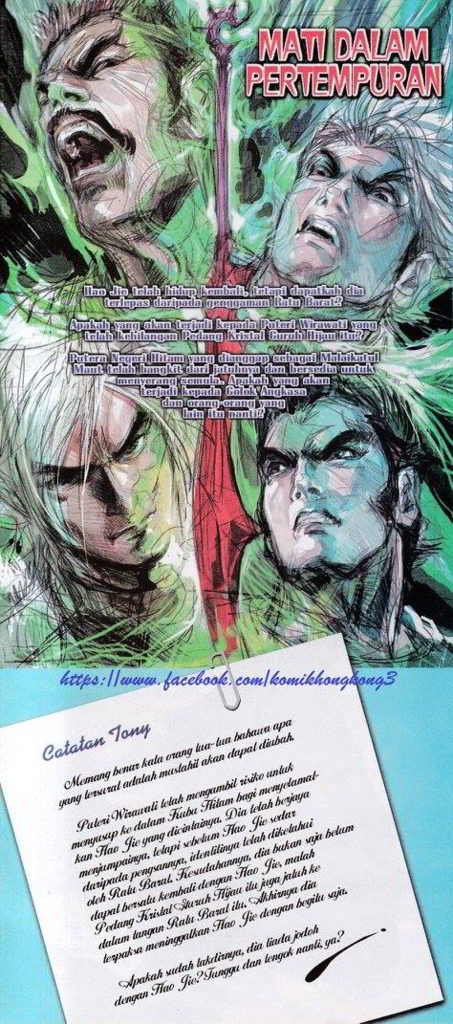 MATI DALAM
PERTEMPURAN
Hao Jie telah hidup kembali, tetapi dapatkah dia
terlepas daripada genggaman Ratu Barat?
Apakah yang akan terjadi kepada Puteri Wirawati yang
telah kehilangan Pedang Kristal Guruh Hijau itu?
Putera Negeri Hitam yang dianggap sebagai Malaikatul
Maut telah bangkit dari jatuhnya dan bersedia untuk
menyerang semula. Apakah yang akan
terjadi kepada Golok Angkasa
dan orang-orang yang
lain itu nanti?
https://www.facebook.com/komikhongkong3
Catatan Tony
Memang benar kata orang tua-tua bahawa apa
yang tersurat adalah mustahil akan dapat diubah.
Puteri Wirawati telah mengambil risiko untuk
menyusup ke dalam Kubu Hitam bagi menyelamat-
kan Hao Jie yang dicintainya. Dia telah berjaya
menjumpainya, tetapi sebelum Hao Jie sedar
daripada pengsannya, identitinya telah diketahui
oleh Ratu Barat. Kesudahannya, dia bukan saja belum
dapat bersatu kembali dengan Hao Jie, malah
Pedang Kristal Guruh Hijau itu juga jatuh ke
dalam tangan Ratu Barat itu. Akhirnya dia
terpaksa meninggalkan Hao Jie dengan begitu saja.
Apakah sudah takdirnya, dia tiada jodoh
dengan Hao Jie? Tunggu dan tengok nanti, ya?